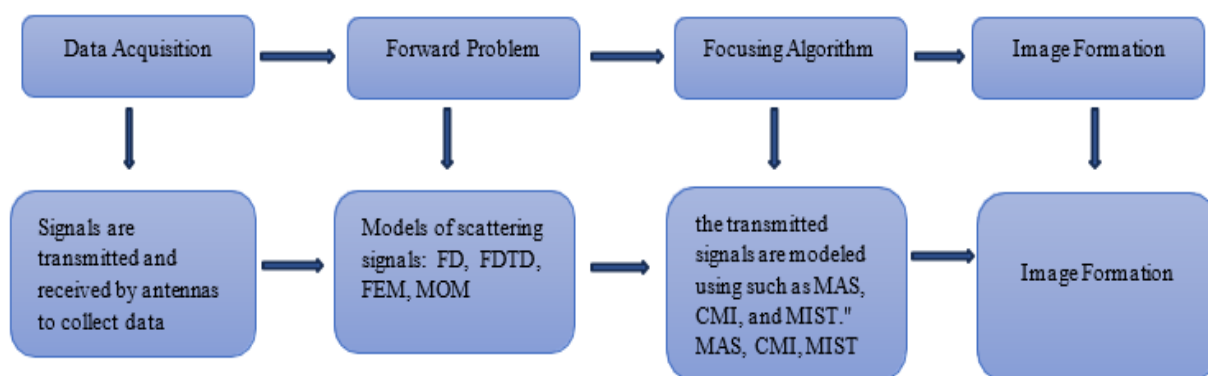 Data Acquisition
Forward Problem
Focusing Algorithm
Image Formation
Signals are
transmitted and
received by antennas
to collect data
Models of scattering
signals: FD, FDTD,
FEM, MOM
the transmitted
signals are modeled
using such as MAS,
CMI, and MIST."
MAS, CMI, MIST
Image Formation